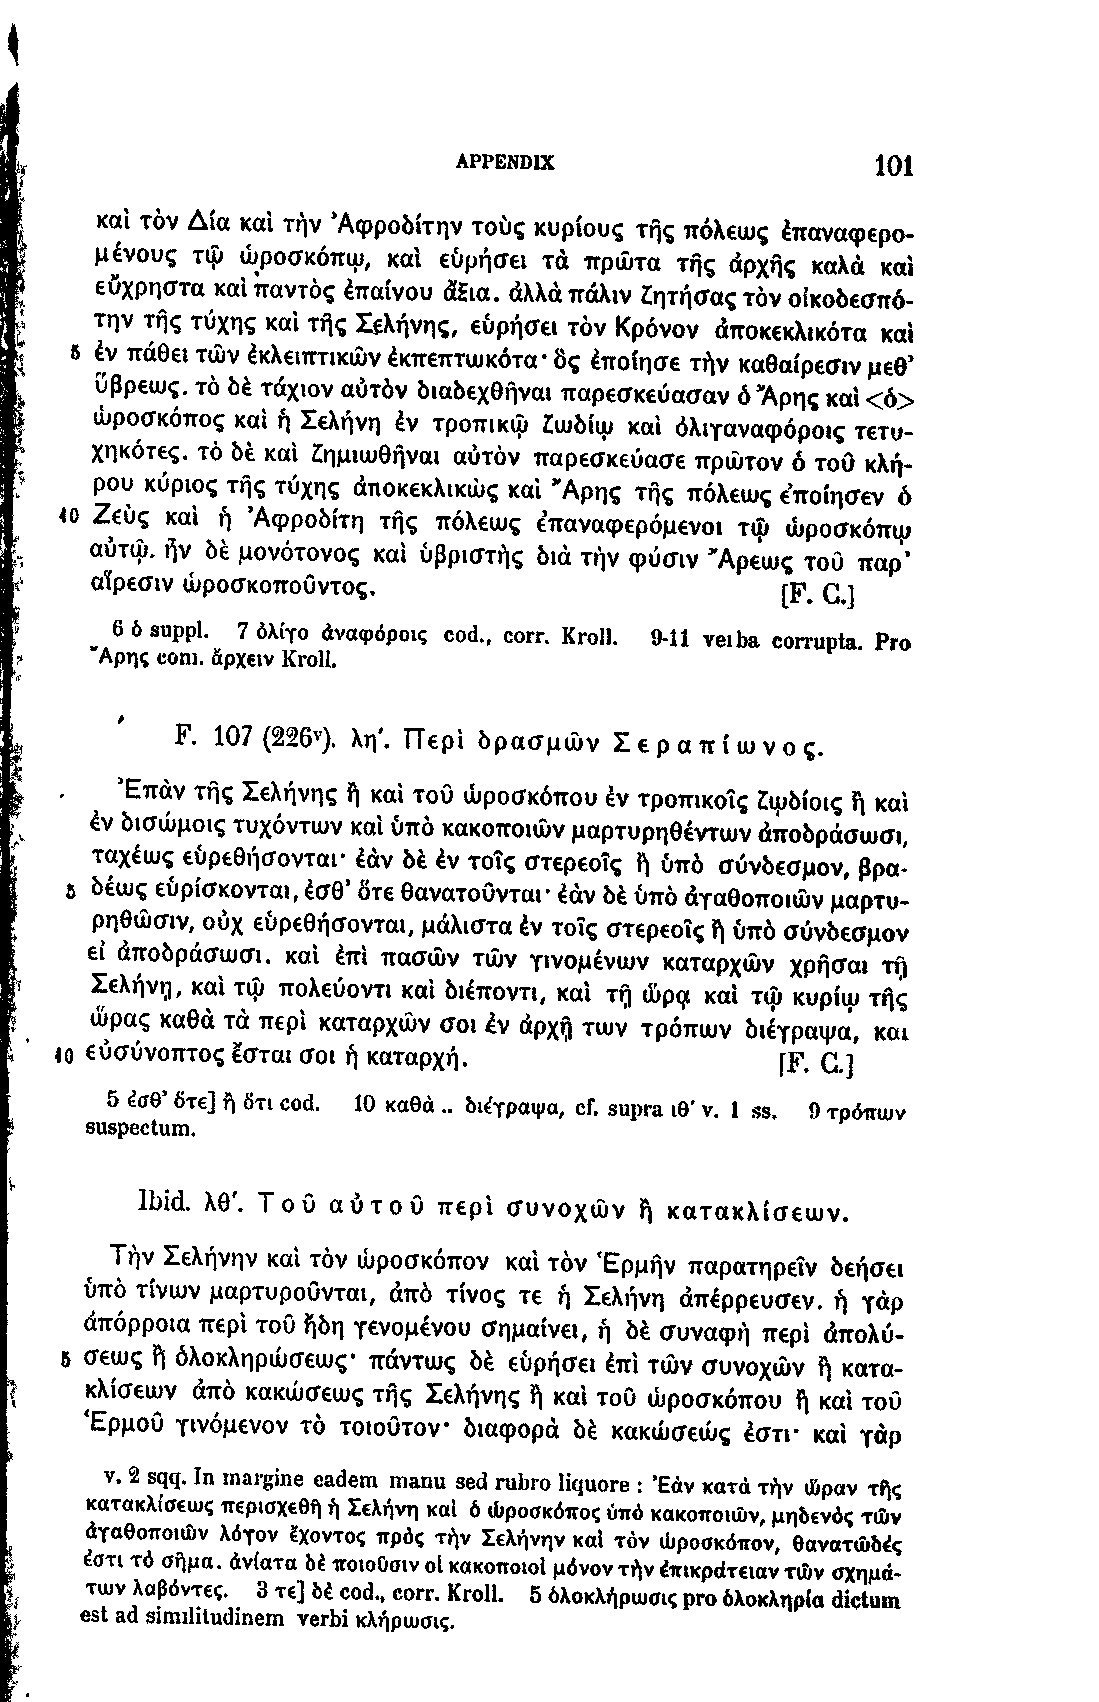 APPENDIX 101
καὶ τὸν Δία καὶ τὴν Ἀφροδίτην τοὺς κυρίους τῆς πόλεως ἐπαναφερο-
μένους τῷ ὡροσκόπῳ, καὶ εὑρήσει τὰ πρῶτα τῆς ἀρχῆς καλὰ καὶ
εὔχρηστα καὶ παντὸς ἐπαίνου ἄξια. ἀλλὰ πάλιν ζητήσας τὸν οἰκοδεσπό-
την τῆς τύχης καὶ τῆς Σελήνης, εὑρήσει τὸν Κρόνον ἀποκεκλικότα καὶ
5 ἐν πάθει τῶν ἐκλειπτικῶν ἐκπεπτωκότα· ὃς ἐποίησε τὴν καθαίρεσιν μεθ’
ὕβρεως. τὸ δὲ τάχιον αὐτὸν διαδεχθῆναι παρεσκεύασαν ὁ Ἄρης καὶ <ὁ>
ὡροσκόπος καὶ ἡ Σελήνη ἐν τροπικῷ ζωδίῳ καὶ ὀλιγαναφόροις τετυ-
χηκότες. τὸ δὲ καὶ ζημιωθῆναι αὐτὸν παρεσκεύασε πρῶτον ὁ τοῦ κλή-
ρου κύριος τῆς τύχης ἀποκεκλικὼς καὶ Ἄρης τῆς πόλεως ἐποίησεν ὁ
10 Ζεὺς καὶ ἡ Ἀφροδίτη τῆς πόλεως ἐπαναφερόμενοι τῷ ὡροσκόπῳ
αὐτῷ. ἦν δὲ μονότονος καὶ ὑβριστὴς διὰ τὴν φύσιν Ἄρεως τοῦ παρ’
αἵρεσιν ὡροσκοποῦντος. [F. C.]
6 ὁ suppl. 7 ὀλίγο ἀναφόροις cod., corr. Kroll. 9-11 verba corrupta. Pro
Ἄρης coni. ἄρχειν Kroll.
F. 107 (226v). λη′. Περὶ δρασμῶν Σεραπίωνος.
Ἐπὰν τῆς Σελήνης ἢ καὶ τοῦ ὡροσκόπου ἐν τροπικοῖς ζῳδίοις ἢ καὶ
ἐν δισώμοις τυχόντων καὶ ὑπὸ κακοποιῶν μαρτυρηθέντων ἀποδράσωσι,
ταχέως εὑρεθήσονται· ἐὰν δὲ ἐν τοῖς στερεοῖς ἢ ὑπὸ σύνδεσμον, βρα-
5 δέως εὑρίσκονται, ἐσθ’ ὅτε θανατοῦνται· ἐὰν δὲ ὑπὸ ἀγαθοποιῶν μαρτυ-
ρηθῶσιν, οὐχ εὑρεθήσονται, μάλιστα ἐν τοῖς στερεοῖς ἢ ὑπὸ σύνδεσμον
εἰ ἀποδράσωσι. καὶ ἐπὶ πασῶν τῶν γινομένων καταρχῶν χρῆσαι τῇ
Σελήνῃ, καὶ τῷ πολεύοντι καὶ διέποντι, καὶ τῇ ὥρᾳ καὶ τῷ κυρίῳ τῆς
ὥρας καθὰ τὰ περὶ καταρχῶν σοι ἐν ἀρχῇ των τρόπων διέγραψα, και
10 εὐσύνοπτος ἔσται σοι ἡ καταρχή. [F. C.]
5 ἐσθ’ ὅτε] ἢ ὅτι cod. 10 καθὰ .. διέγραψα, cf. supra ιθ′ v. 1 ss. 9 τρόπων
suspectum.
Ibid. λθ′. Τοῦ αὐτοῦ περὶ συνοχῶν ἢ κατακλίσεων.
Τὴν Σελήνην καὶ τὸν ὡροσκόπον καὶ τὸν Ἑρμῆν παρατηρεῖν δεήσει
ὑπὸ τίνων μαρτυροῦνται, ἀπὸ τίνος τε ἡ Σελήνη ἀπέρρευσεν. ἡ γὰρ
ἀπόρροια περὶ τοῦ ἤδη γενομένου σημαίνει, ἡ δὲ συναφὴ περὶ ἀπολύ-
5 σεως ἢ ὁλοκληρώσεως· πάντως δὲ εὑρήσει ἐπὶ τῶν συνοχῶν ἢ κατα-
κλίσεων ἀπὸ κακώσεως τῆς Σελήνης ἢ καὶ τοῦ ὡροσκόπου ἢ καὶ τοῦ
Ἑρμοῦ γινόμενον τὸ τοιοῦτον· διαφορὰ δὲ κακώσεώς ἐστι· καὶ γὰρ
v. 2 sqq. In margine eadem manu sed rubro liquore : Ἐὰν κατὰ τὴν ὥραν τῆς
κατακλίσεως περισχεθῇ ἡ Σελήνη καὶ ὁ ὡροσκόπος ὑπὸ κακοποιῶν, μηδενὸς τῶν
ἀγαθοποιῶν λόγον ἔχοντος πρὸς τὴν Σελήνην καὶ τὸν ὡροσκόπον, θανατῶδές
ἐστι τὸ σῆμα. ἀνίατα δὲ ποιοῦσιν οἱ κακοποιοὶ μόνον τὴν ἐπικράτειαν τῶν σχημά-
των λαβόντες. 3 τε] δὲ cod., corr. Kroll. 5 ὁλοκλήρωσις pro ὁλοκληρία dictum
est ad similitudinem verbi κλήρωσις.